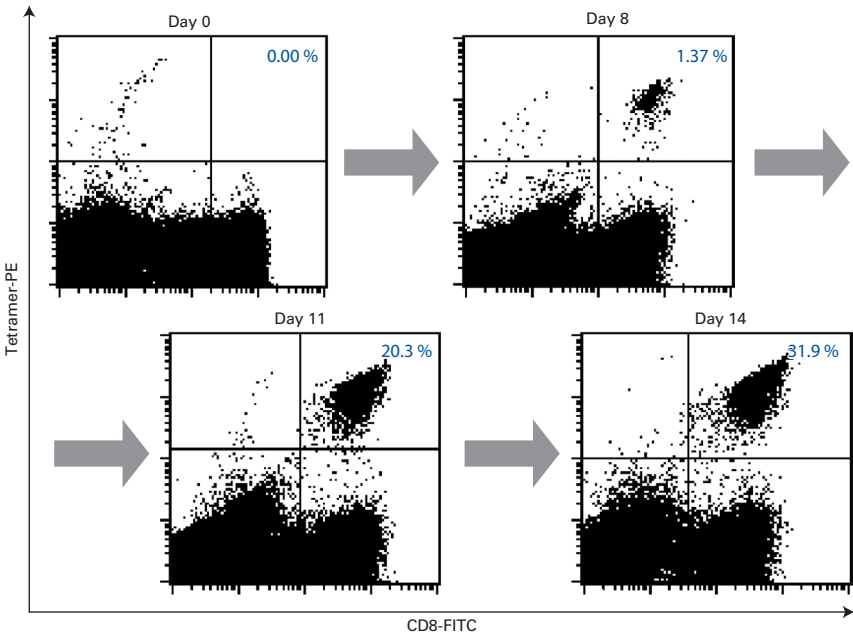 Day 0
0.00 %
Day 8
1.37 %
Tetramer-PE
Day 11
20.3 %
Day 14
31.9 %
CD8-FITC